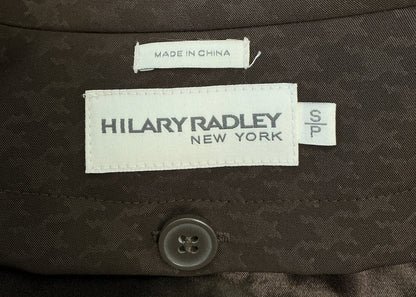 MADE IN CHINA
HILARY RADLEY
NEW YORK
S
P